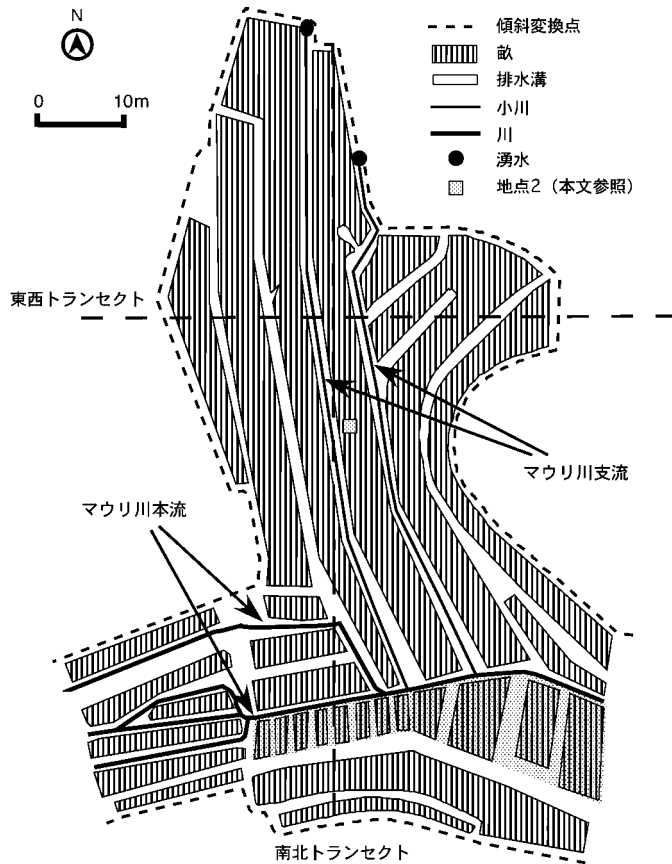 N
0 10m
傾斜変換点
畝
排水溝
小川
川
湧水
地点2（本文参照）
東西トランセクト
マウリ川支流
マウリ川本流
南北トランセクト